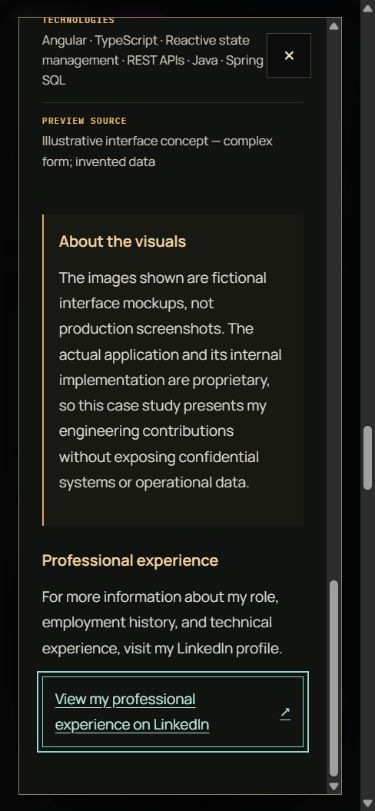 TECHNOLOGIES
Angular · TypeScript · Reactive state
management · REST APIs · Java · Spring
SQL
×
PREVIEW SOURCE
Illustrative interface concept — complex
form; invented data
About the visuals
The images shown are fictional
interface mockups, not
production screenshots. The
actual application and its internal
implementation are proprietary,
so this case study presents my
engineering contributions
without exposing confidential
systems or operational data.
Professional experience
For more information about my role,
employment history, and technical
experience, visit my LinkedIn profile.
View my professional
experience on LinkedIn
↗